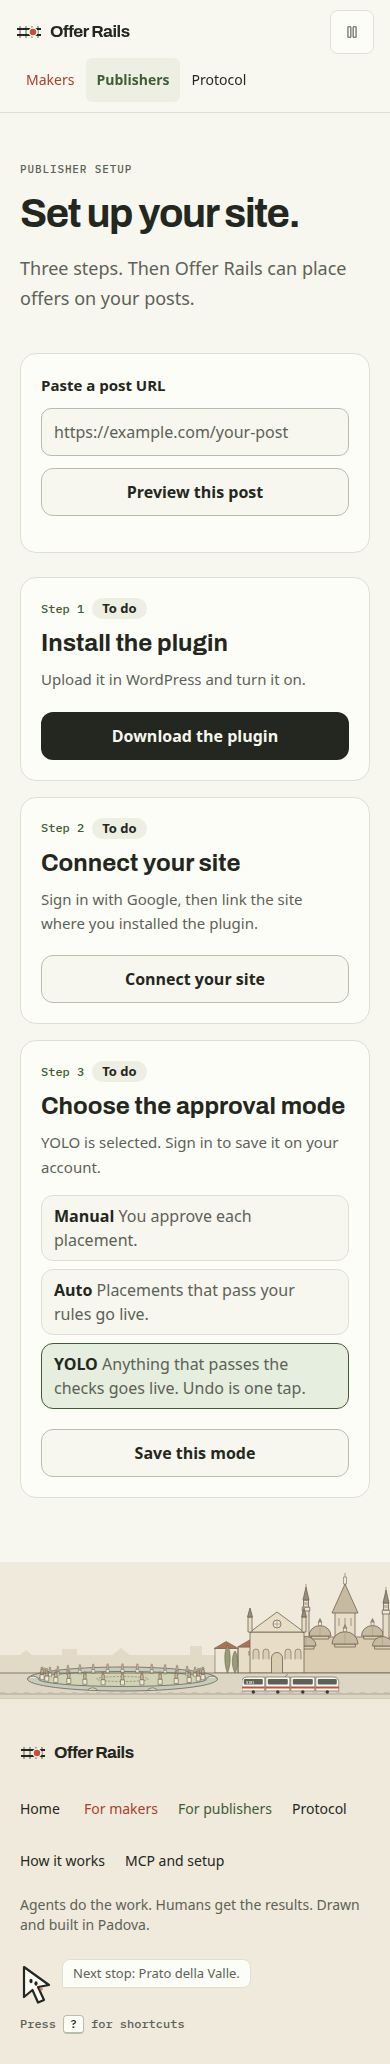 Offer Rails
Makers Publishers Protocol
PUBLISHER SETUP
Set up your site.
Three steps. Then Offer Rails can place
offers on your posts.
Paste a post URL
https://example.com/your-post
Preview this post
Step 1 To do
Install the plugin
Upload it in WordPress and turn it on.
Download the plugin
Step 2 To do
Connect your site
Sign in with Google, then link the site
where you installed the plugin.
Connect your site
Step 3 To do
Choose the approval mode
YOLO is selected. Sign in to save it on your
account.
Manual You approve each
placement.
Auto Placements that pass your
rules go live.
YOLO Anything that passes the
checks goes live. Undo is one tap.
Save this mode
Offer Rails
Home For makers For publishers Protocol
How it works MCP and setup
Agents do the work. Humans get the results. Drawn
and built in Padova.
Next stop: Prato della Valle.
Press ? for shortcuts